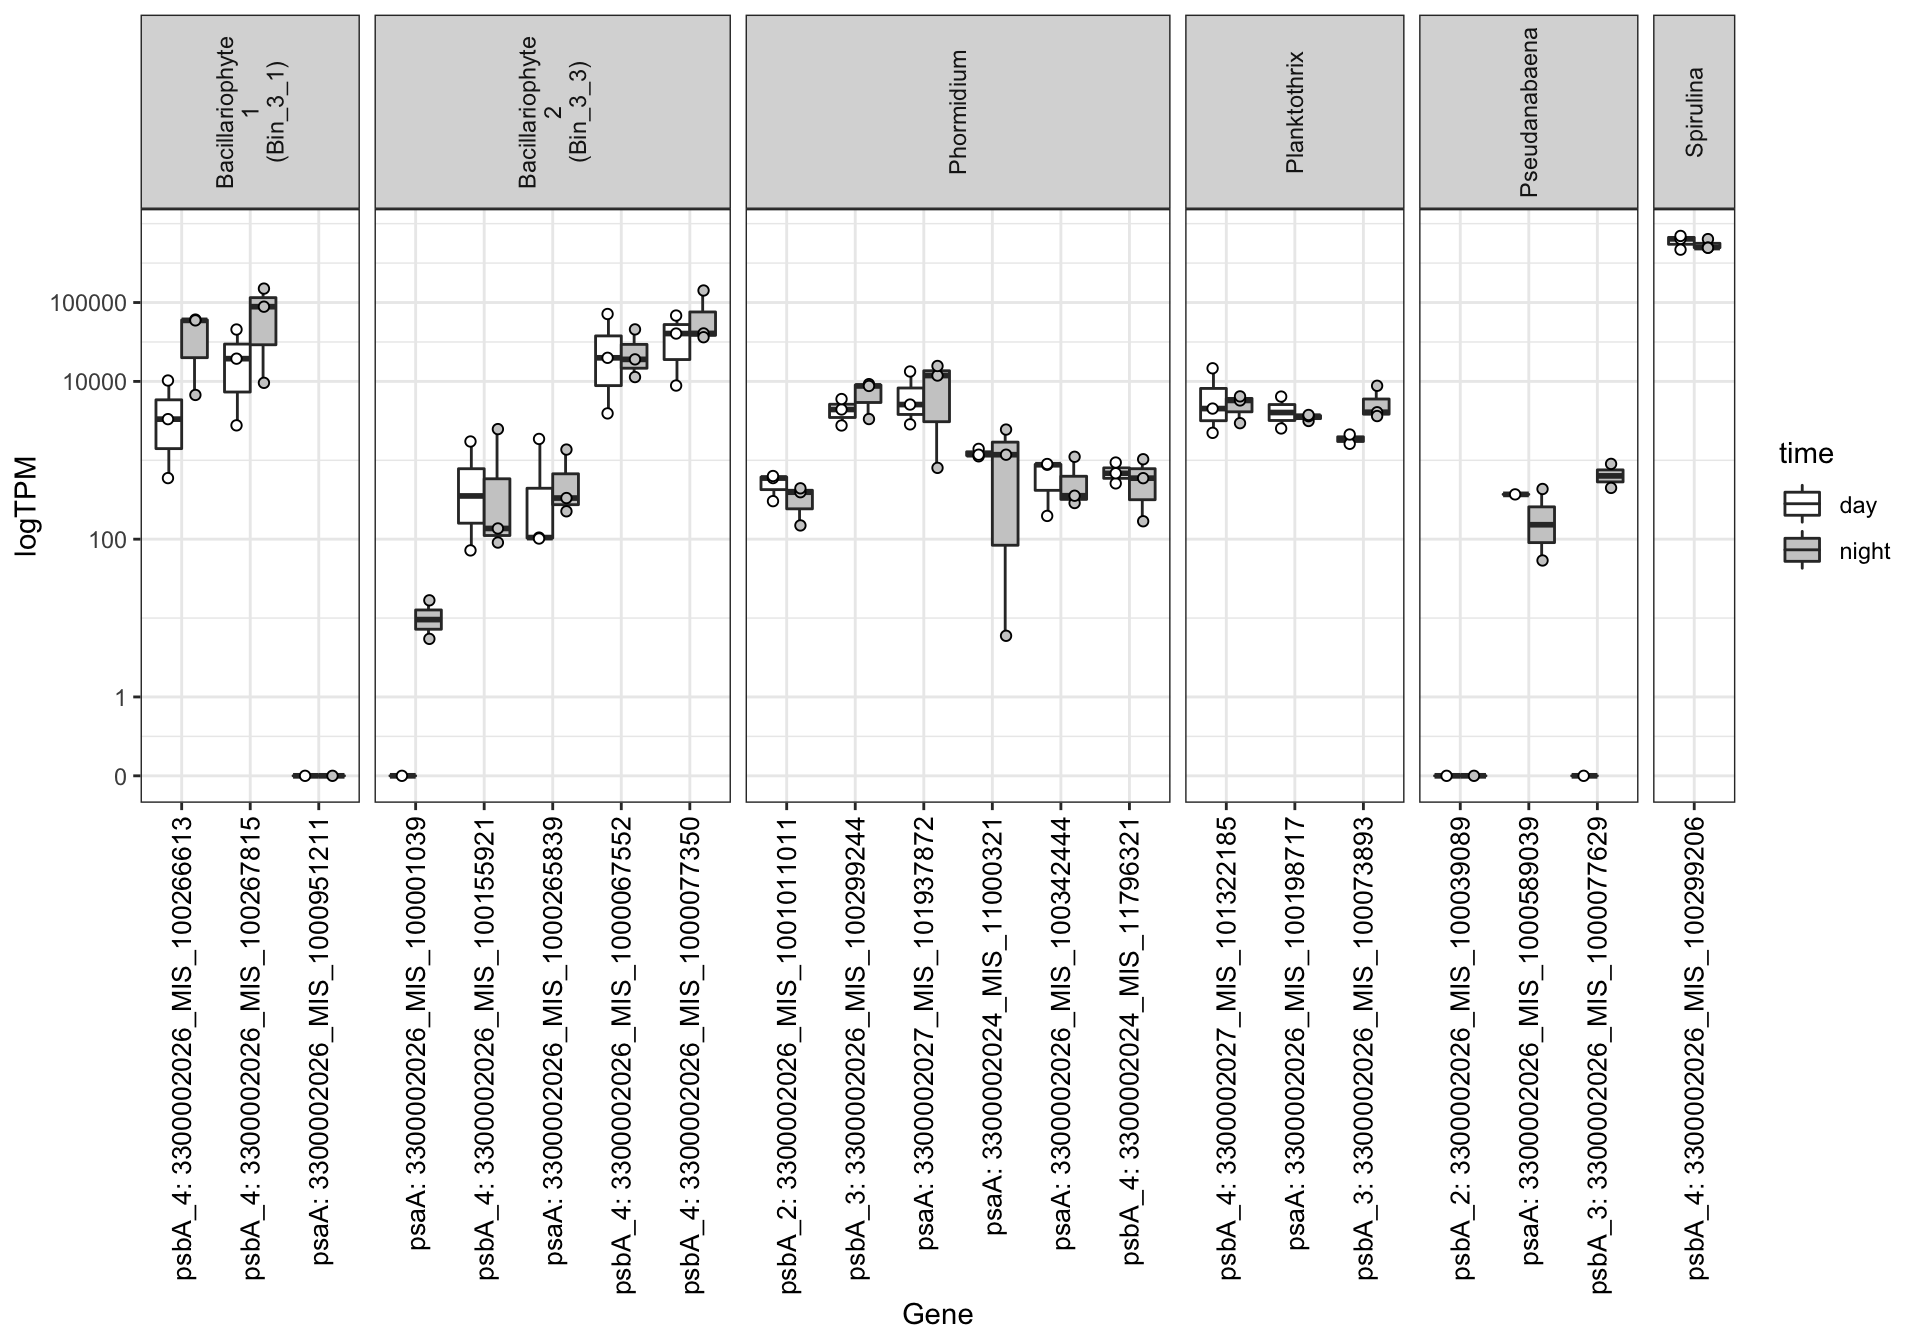 Bacillariophyte
1
(Bin_3_1)
Bacillariophyte
2
(Bin_3_3)
Phormidium
Planktothrix
Pseudanabaena
Spirulina
logTPM
100000
10000
100
1
0
psbA_4: 3300002026_MIS_100266613
psbA_4: 3300002026_MIS_100267815
psaA: 3300002026_MIS_1000951211
psaA: 3300002026_MIS_100001039
psbA_4: 3300002026_MIS_100155921
psaA: 3300002026_MIS_1000265839
psbA_4: 3300002026_MIS_1000067552
psbA_4: 3300002026_MIS_1000077350
psbA_2: 3300002026_MIS_1001011011
psbA_3: 3300002026_MIS_100299244
psaA: 3300002027_MIS_101937872
psaA: 3300002024_MIS_11000321
psaA: 3300002026_MIS_100342444
psbA_4: 3300002024_MIS_117796321
psbA_4: 3300002027_MIS_101322185
psaA: 3300002026_MIS_100198717
psbA_3: 3300002026_MIS_1000738893
psbA_2: 3300002026_MIS_1000039089
psaA: 3300002026_MIS_1000589039
psbA_3: 3300002026_MIS_1000077629
psbA_4: 3300002026_MIS_100299206
Gene
time
day
night